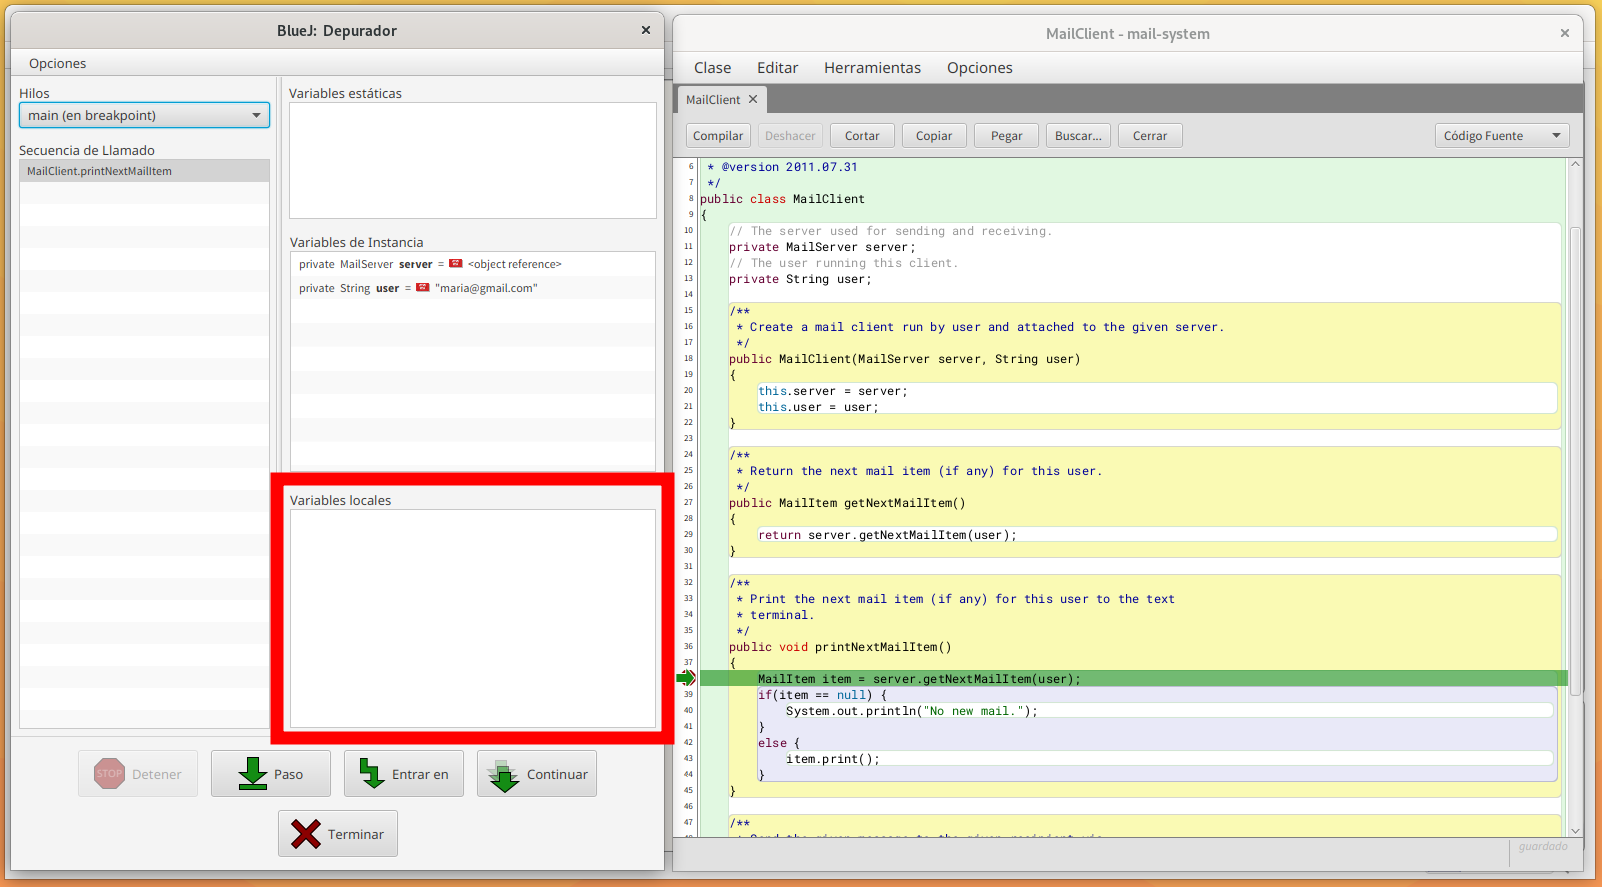 BlueJ: Depurador
Opciones
Hilos
main (en breakpoint)
Secuencia de Llamado
MailClient.printNextMailItem
Variables estáticas
Variables de Instancia
private MailServer server = <object reference>
private String user = "maria@gmail.com"
Variables locales
STOP Detener
Paso
Entrar en
Continuar
Terminar
MailClient - mail-system
Clase Editar Herramientas Opciones
MailClient
Compilar Deshacer Cortar Copiar Pegar Buscar... Cerrar Código Fuente
6 * @version 2011.07.31
7 */
8 public class MailClient
9 {
10 // The server used for sending and receiving.
11 private MailServer server;
12 // The user running this client.
13 private String user;
14
15 /**
16 * Create a mail client run by user and attached to the given server.
17 */
18 public MailClient(MailServer server, String user)
19 {
20 this.server = server;
21 this.user = user;
22 }
23
24 /**
25 * Return the next mail item (if any) for this user.
26 */
27 public MailItem getNextMailItem()
28 {
29 return server.getNextMailItem(user);
30 }
31
32 /**
33 * Print the next mail item (if any) for this user to the text
34 * terminal.
35 */
36 public void printNextMailItem()
37 {
MailItem item = server.getNextMailItem(user);
39 if(item == null) {
40 System.out.println("No new mail.");
41 }
42 else {
43 item.print();
44 }
45 }
46
47 /**
guardado